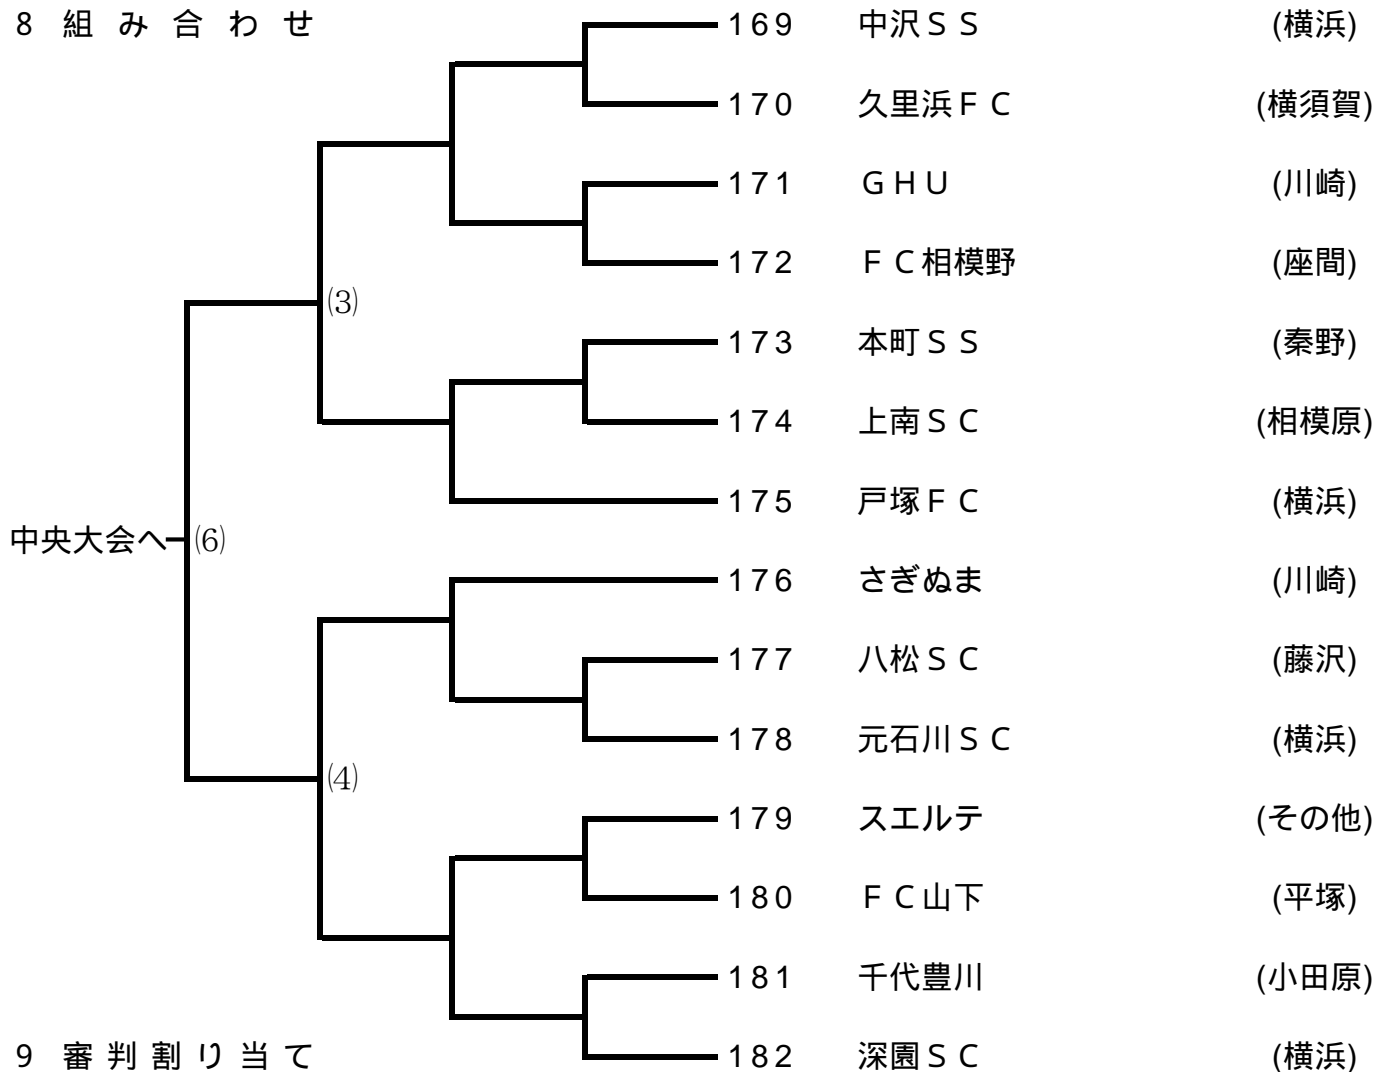 8 組み合わせ
169 中沢ＳＳ (横浜)
170 久里浜ＦＣ (横須賀)
171 ＧＨＵ (川崎)
172 ＦＣ相模野 (座間)
⑶
173 本町ＳＳ (秦野)
174 上南ＳＣ (相模原)
175 戸塚ＦＣ (横浜)
中央大会へ ⑹
176 さぎぬま (川崎)
177 八松ＳＣ (藤沢)
178 元石川ＳＣ (横浜)
⑷
179 スエルテ (その他)
180 ＦＣ山下 (平塚)
181 千代豊川 (小田原)
182 深園ＳＣ (横浜)
9 審判割り当て